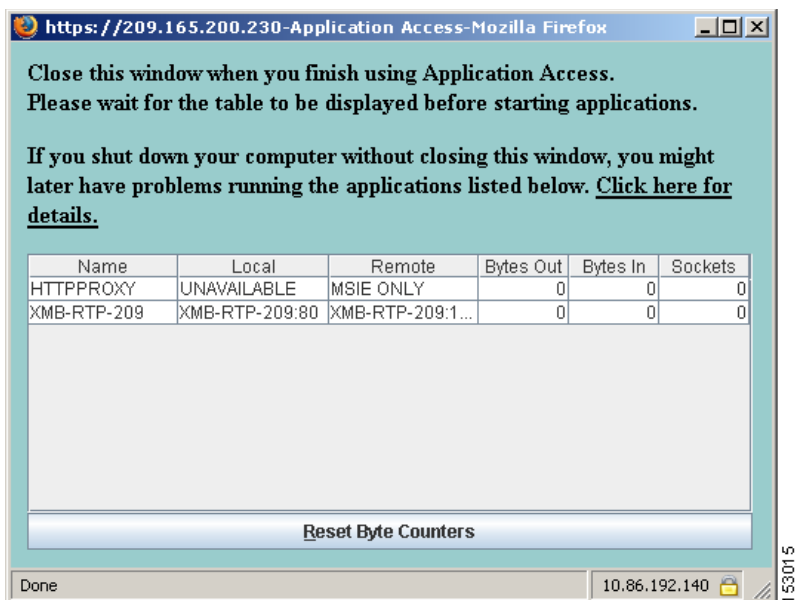 https://209.165.200.230-Application Access-Mozilla Firefox
Close this window when you finish using Application Access.
Please wait for the table to be displayed before starting applications.
If you shut down your computer without closing this window, you might
later have problems running the applications listed below. Click here for
details.
Name Local Remote Bytes Out Bytes In Sockets
HTTPPROXY UNAVAILABLE MSIE ONLY 0 0 0
XMB-RTP-209 XMB-RTP-209:80 XMB-RTP-209:1... 0 0 0
Reset Byte Counters
Done 10.86.192.140
153015